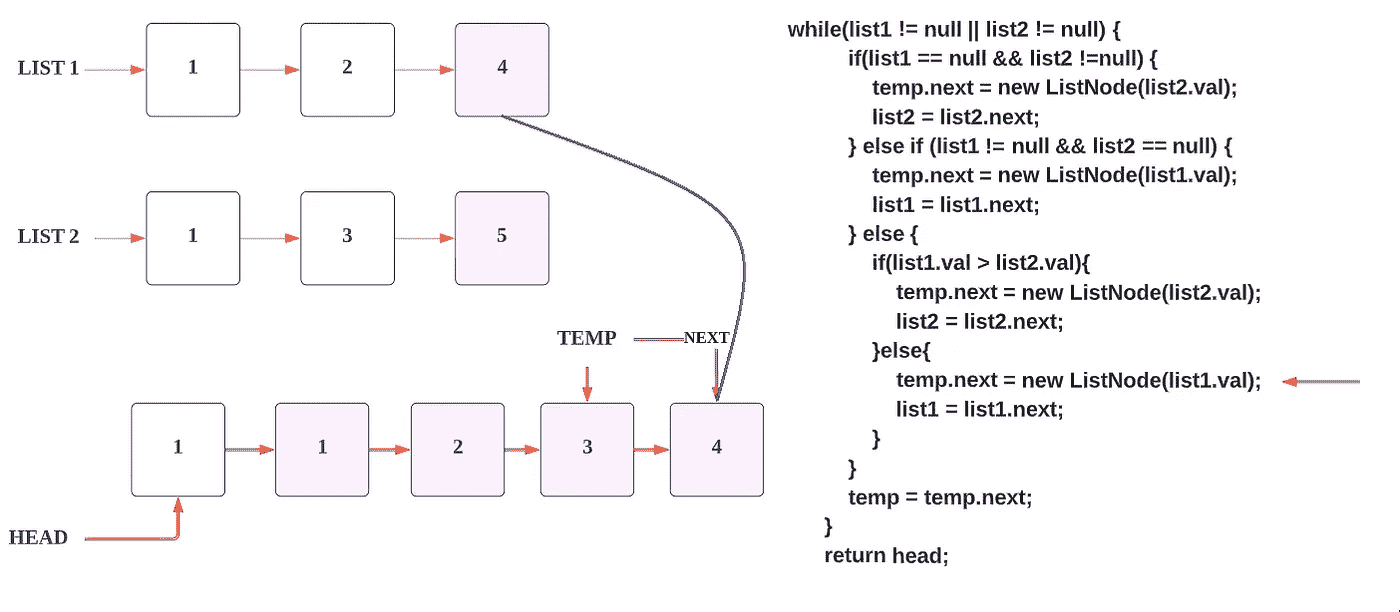 LIST 1
1 2 4
LIST 2
1 3 5
TEMP NEXT
1 1 2 3 4
HEAD
while(list1 != null || list2 != null) {
if(list1 == null && list2 !=null) {
temp.next = new ListNode(list2.val);
list2 = list2.next;
} else if (list1 != null && list2 == null) {
temp.next = new ListNode(list1.val);
list1 = list1.next;
} else {
if(list1.val > list2.val){
temp.next = new ListNode(list2.val);
list2 = list2.next;
}else{
temp.next = new ListNode(list1.val);
list1 = list1.next;
}
}
temp = temp.next;
}
return head;